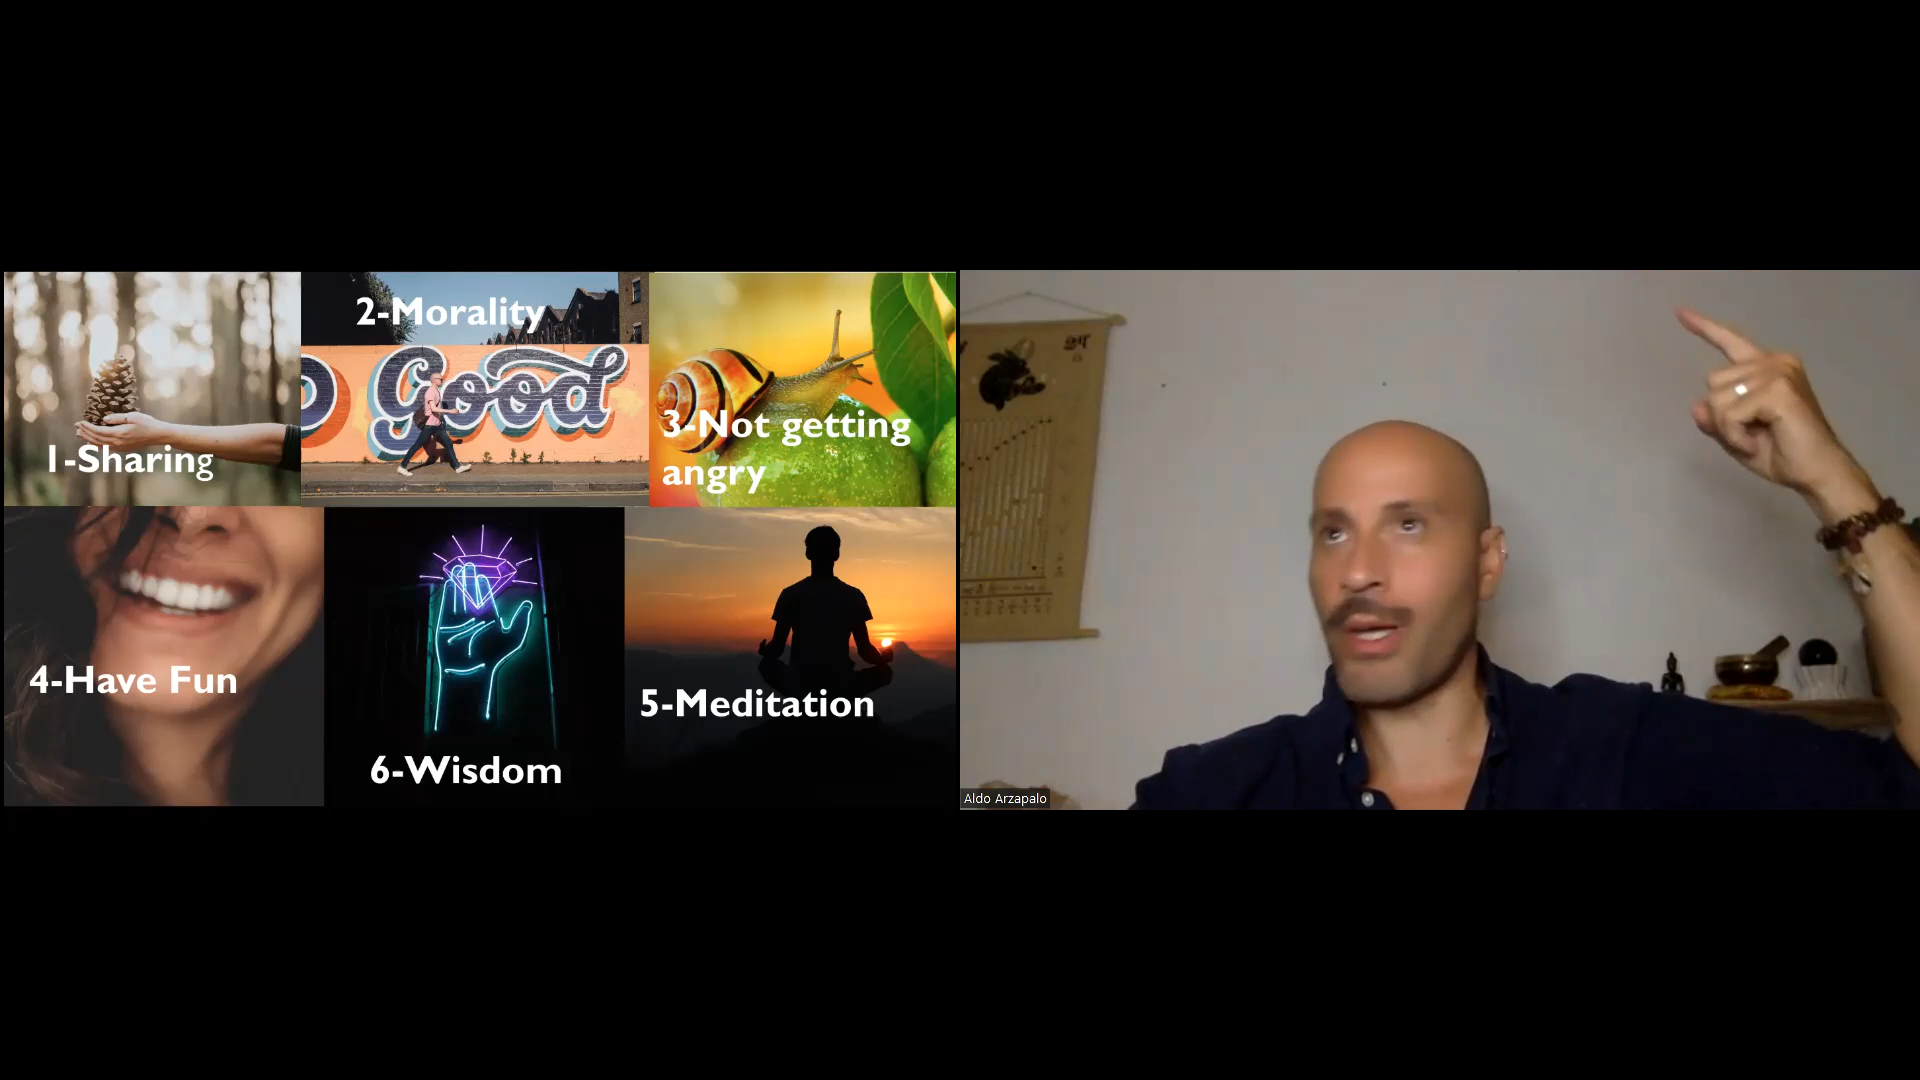 1-Sharing
2-Morality
Good
3-Not getting
angry
4-Have Fun
6-Wisdom
5-Meditation
Aldo Arzapalo